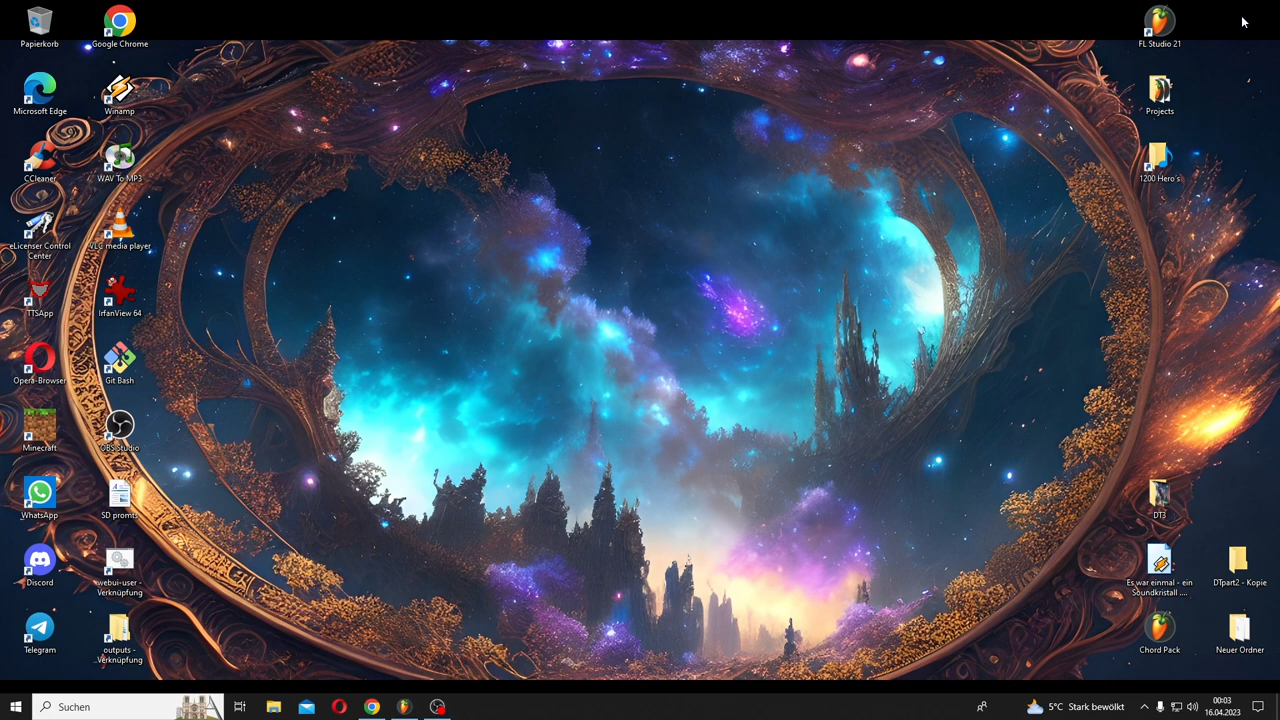 Papierkorb
Google Chrome
FL Studio 21
Microsoft Edge
Winamp
Projects
CCleaner
WAV To MP3
1200 Hero's
eLicenser Control
Center
VLC media player
TTSApp
IrfanView 64
Opera-Browser
Git Bash
Minecraft
OBS Studio
WhatsApp
SD promts
DT3
Discord
webui-user -
Verknüpfung
Es war einmal - ein
Soundkristall ....
DTpart2 - Kopie
Telegram
outputs -
Verknüpfung
Chord Pack
Neuer Ordner
Suchen
5°C Stark bewölkt
00:03
16.04.2023